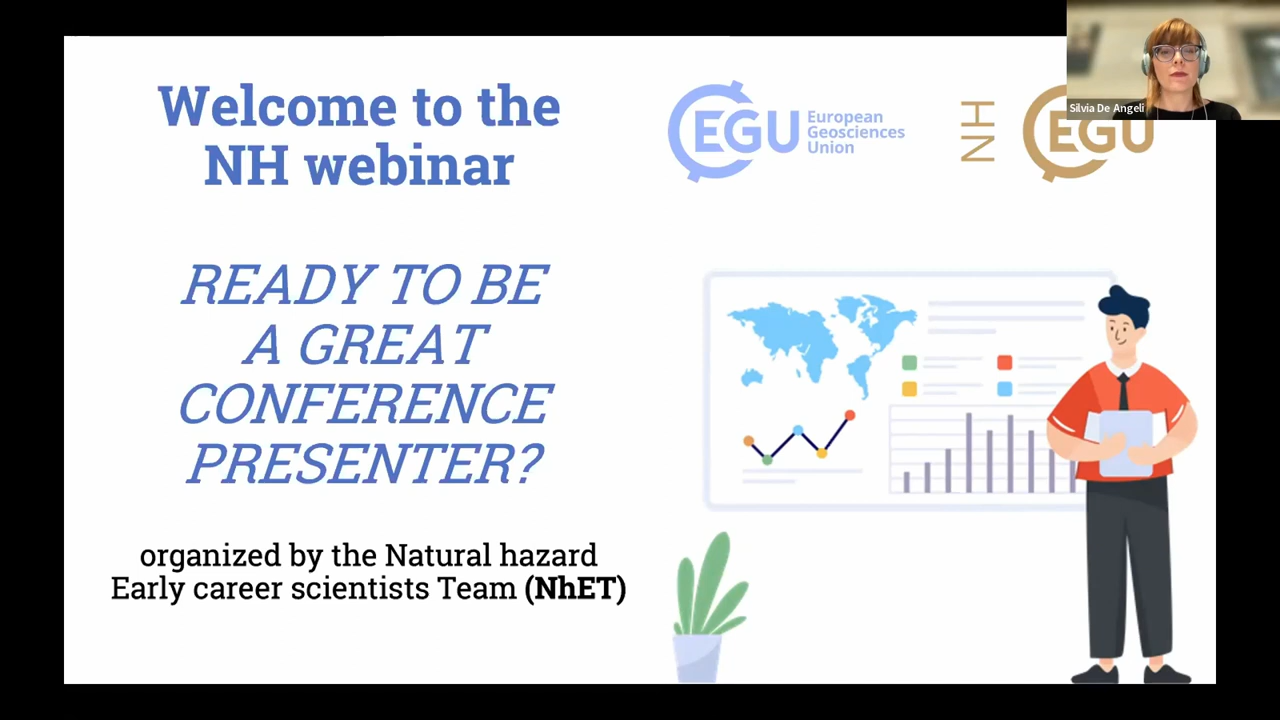 Welcome to the
NH webinar
EGU
European
Geosciences
Union
NH
EGU
Silvia De Angeli
READY TO BE
A GREAT
CONFERENCE
PRESENTER?
organized by the Natural hazard
Early career scientists Team (NhET)